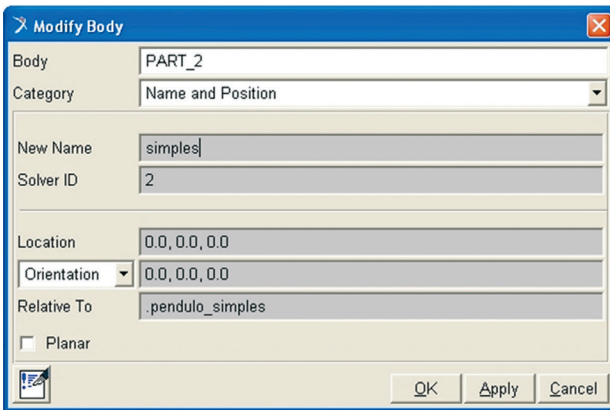 Modify Body
Body PART_2
Category Name and Position
New Name simples
Solver ID 2
Location 0.0, 0.0, 0.0
Orientation 0.0, 0.0, 0.0
Relative To .pendulo_simples
Planar
OK Apply Cancel